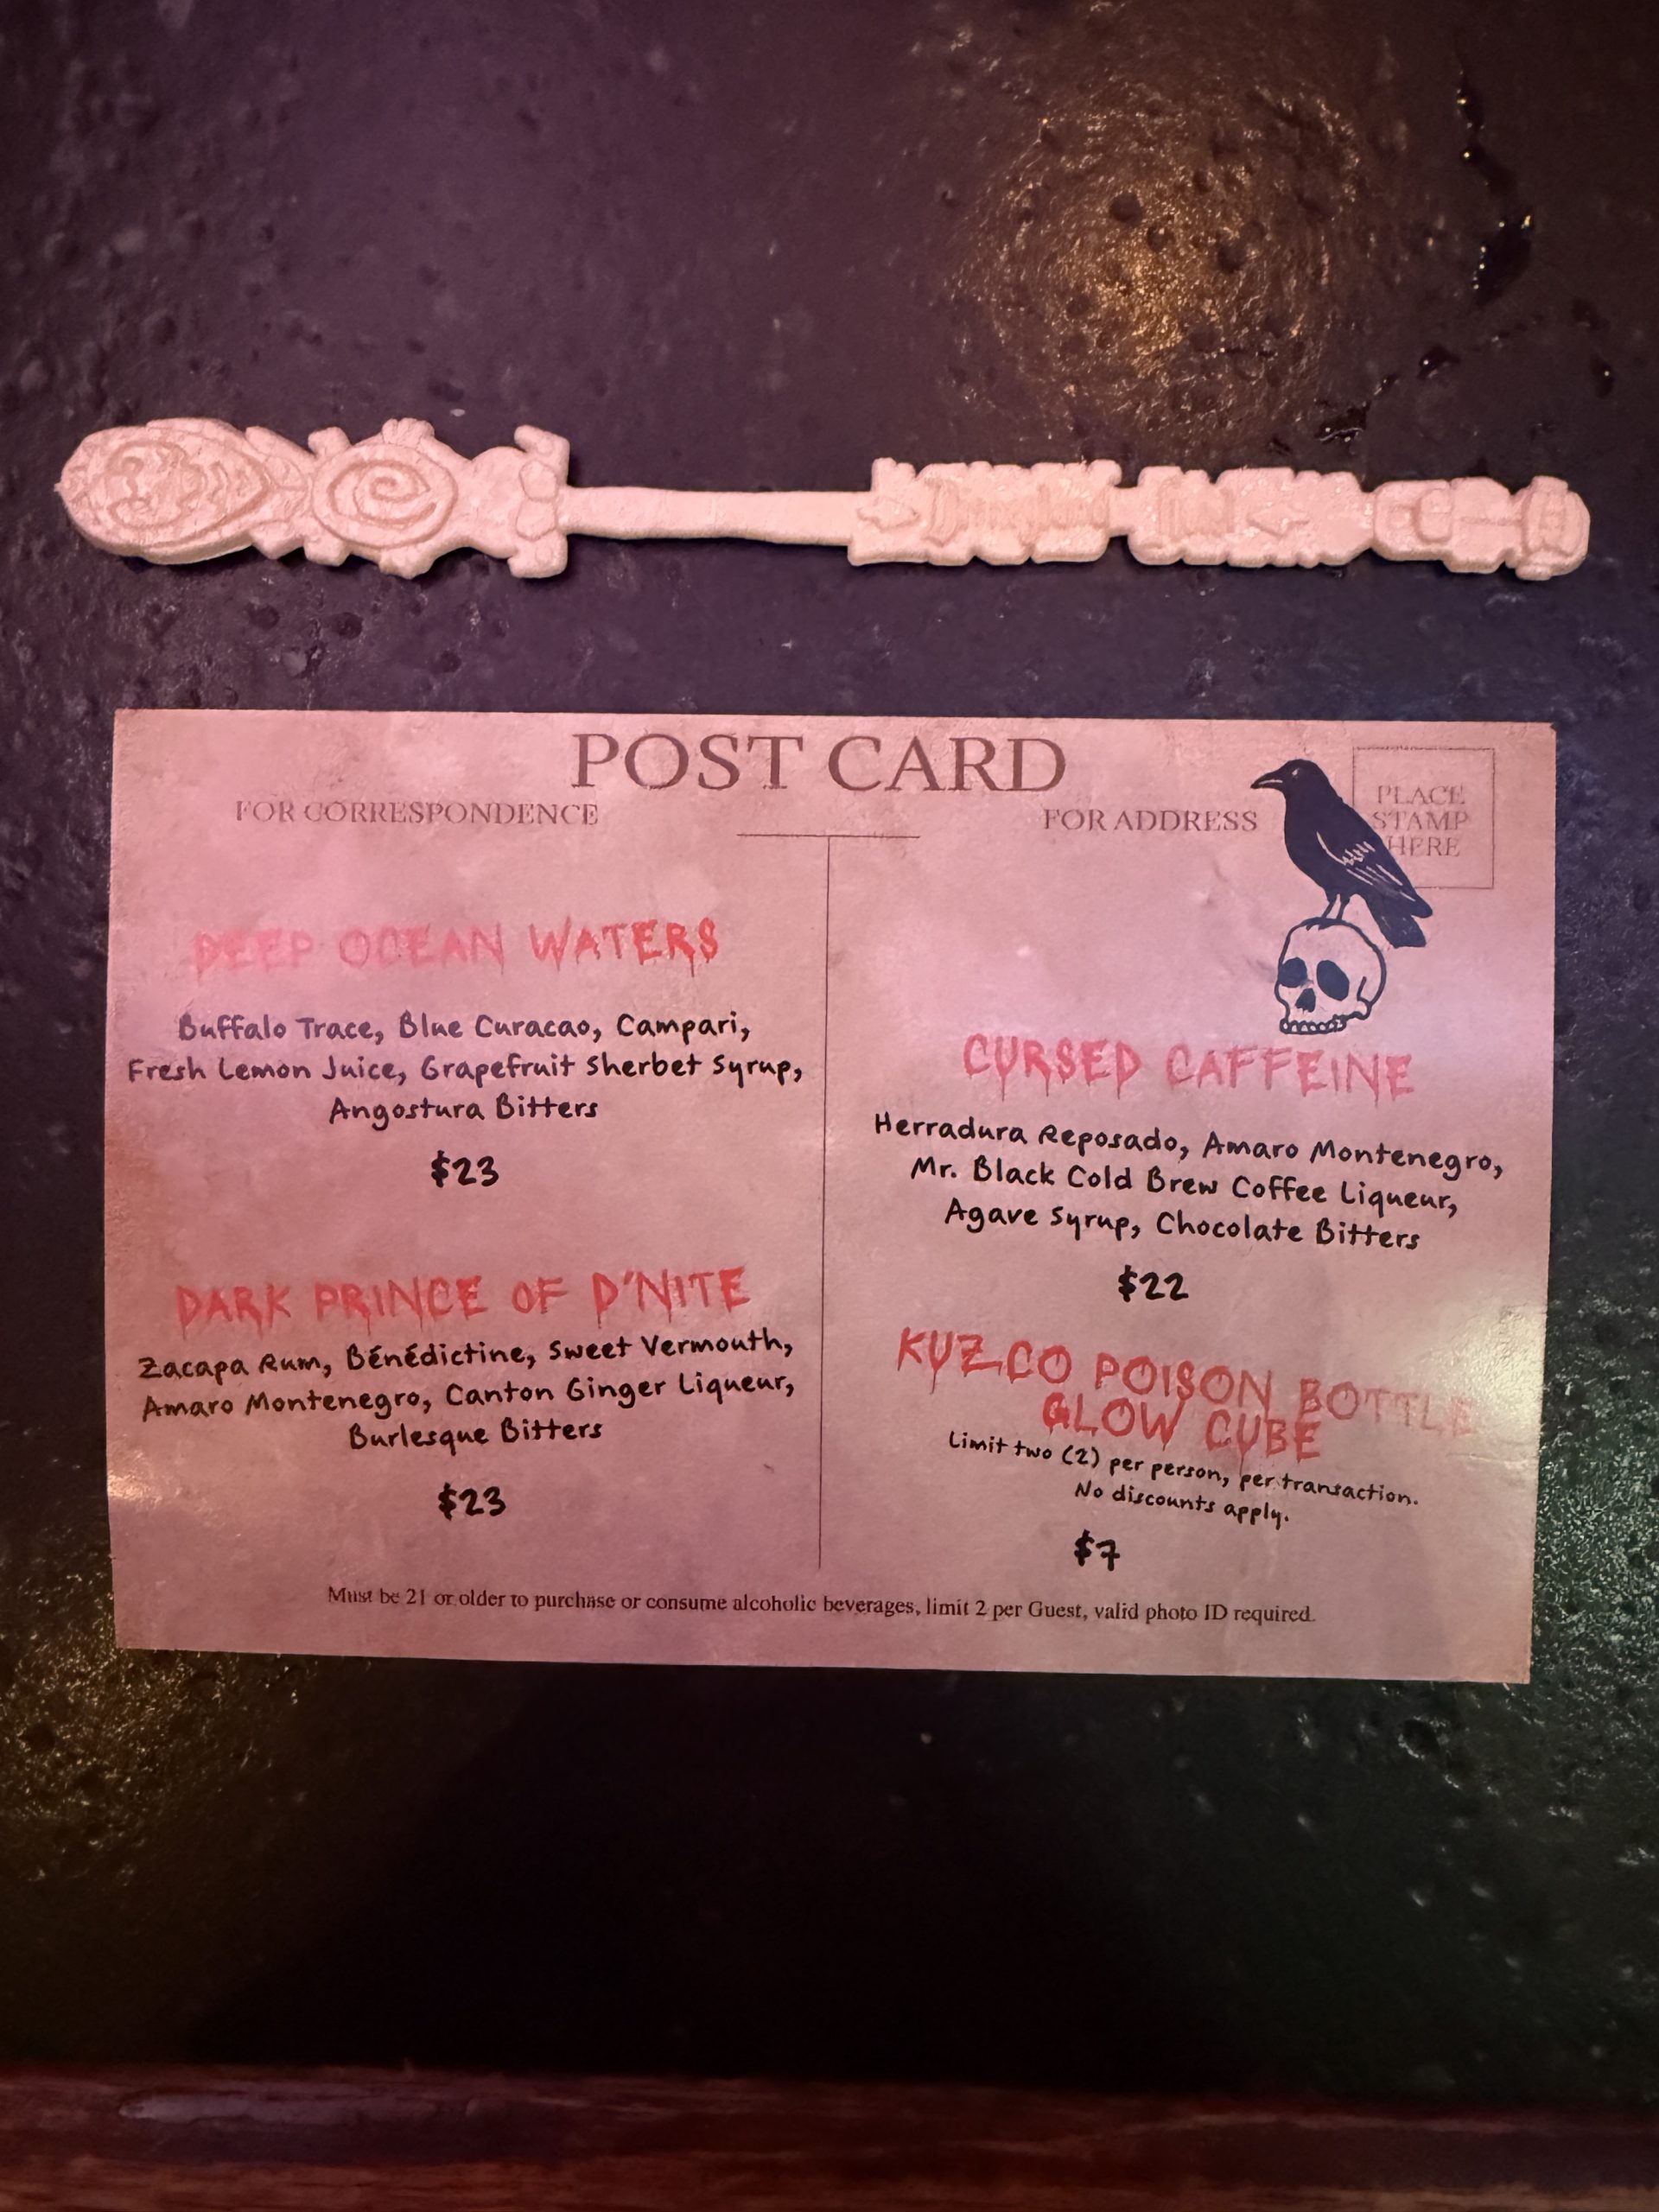 Disneyland
Hotel
POST CARD
FOR CORRESPONDENCE
FOR ADDRESS
PLACE
STAMP
HERE
DEEP OCEAN WATERS
Buffalo Trace, Blue Curacao, Campari,
Fresh Lemon Juice, Grapefruit Sherbet Syrup,
Angostura Bitters
$23
DARK PRINCE OF D'NITE
Zacapa Rum, Bénédictine, Sweet Vermouth,
Amaro Montenegro, Canton Ginger Liqueur,
Burlesque Bitters
$23
CURSED CAFFEINE
Herradura Reposado, Amaro Montenegro,
Mr. Black Cold Brew Coffee Liqueur,
Agave Syrup, Chocolate Bitters
$22
KUZCO POISON BOTTLE
GLOW CUBE
Limit two (2) per person, per transaction.
No discounts apply.
$7
Must be 21 or older to purchase or consume alcoholic beverages, limit 2 per Guest, valid photo ID required.